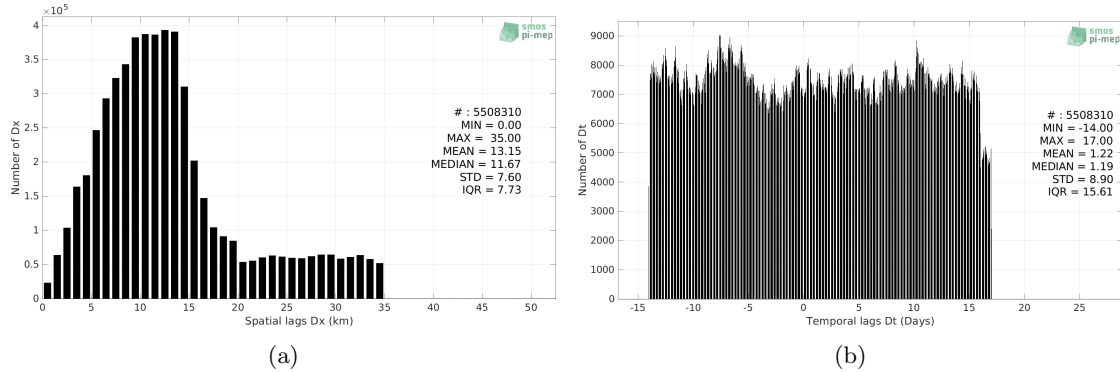 ×10⁵
4
3.5
3
2.5
2
1.5
1
0.5
0
Number of Dx
0 5 10 15 20 25 30 35 40 45 50
Spatial lags Dx (km)
smos
pi-mep
# : 5508310
MIN = 0.00
MAX = 35.00
MEAN = 13.15
MEDIAN = 11.67
STD = 7.60
IQR = 7.73
(a)
9000
8000
7000
6000
5000
4000
3000
2000
1000
0
Number of Dt
-15 -10 -5 0 5 10 15 20 25
Temporal lags Dt (Days)
smos
pi-mep
# : 5508310
MIN = -14.00
MAX = 17.00
MEAN = 1.22
MEDIAN = 1.19
STD = 8.90
IQR = 15.61
(b)